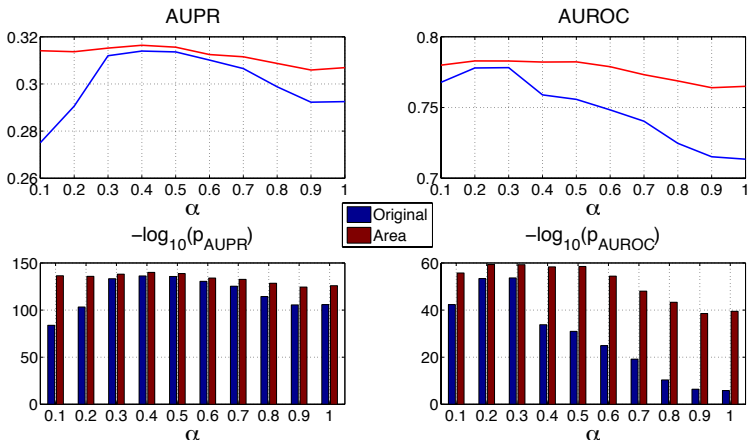 AUPR
0.32
0.3
0.28
0.26
0.1 0.2 0.3 0.4 0.5 0.6 0.7 0.8 0.9 1
α
AUROC
0.8
0.75
0.7
0.1 0.2 0.3 0.4 0.5 0.6 0.7 0.8 0.9 1
α
Original
Area
−log10(pAUPR)
150
100
50
0
0.1 0.2 0.3 0.4 0.5 0.6 0.7 0.8 0.9 1
α
−log10(pAUROC)
60
40
20
0
0.1 0.2 0.3 0.4 0.5 0.6 0.7 0.8 0.9 1
α